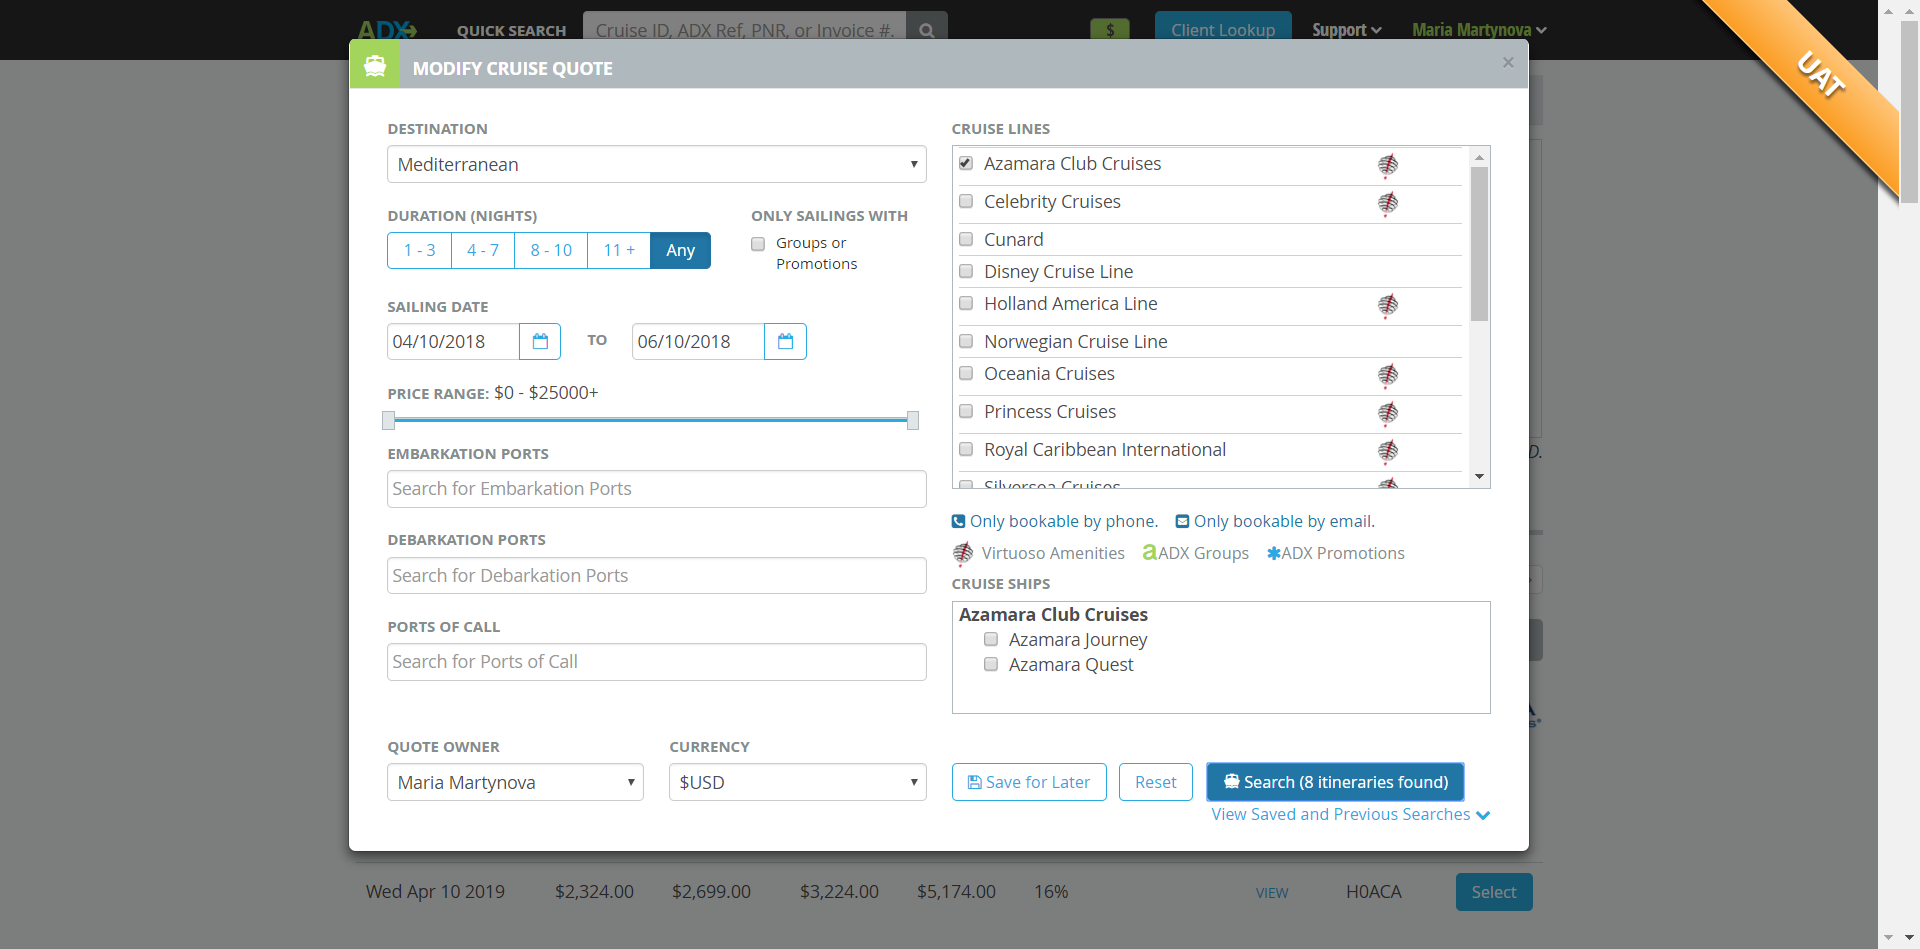 ADX
QUICK SEARCH
Cruise ID, ADX Ref, PNR, or Invoice #.
$
Client Lookup
Support
Maria Martynova
UAT
MODIFY CRUISE QUOTE
×
DESTINATION
Mediterranean
DURATION (NIGHTS)
1 - 3
4 - 7
8 - 10
11 +
Any
ONLY SAILINGS WITH
Groups or
Promotions
SAILING DATE
04/10/2018
TO
06/10/2018
PRICE RANGE: $0 - $25000+
EMBARKATION PORTS
Search for Embarkation Ports
DEBARKATION PORTS
Search for Debarkation Ports
PORTS OF CALL
Search for Ports of Call
QUOTE OWNER
Maria Martynova
CURRENCY
$USD
CRUISE LINES
Azamara Club Cruises
Celebrity Cruises
Cunard
Disney Cruise Line
Holland America Line
Norwegian Cruise Line
Oceania Cruises
Princess Cruises
Royal Caribbean International
Silversea Cruises
Only bookable by phone. Only bookable by email.
Virtuoso Amenities
a ADX Groups
ADX Promotions
CRUISE SHIPS
Azamara Club Cruises
Azamara Journey
Azamara Quest
Save for Later
Reset
Search (8 itineraries found)
View Saved and Previous Searches
D.
Wed Apr 10 2019 $2,324.00 $2,699.00 $3,224.00 $5,174.00 16% VIEW H0ACA Select